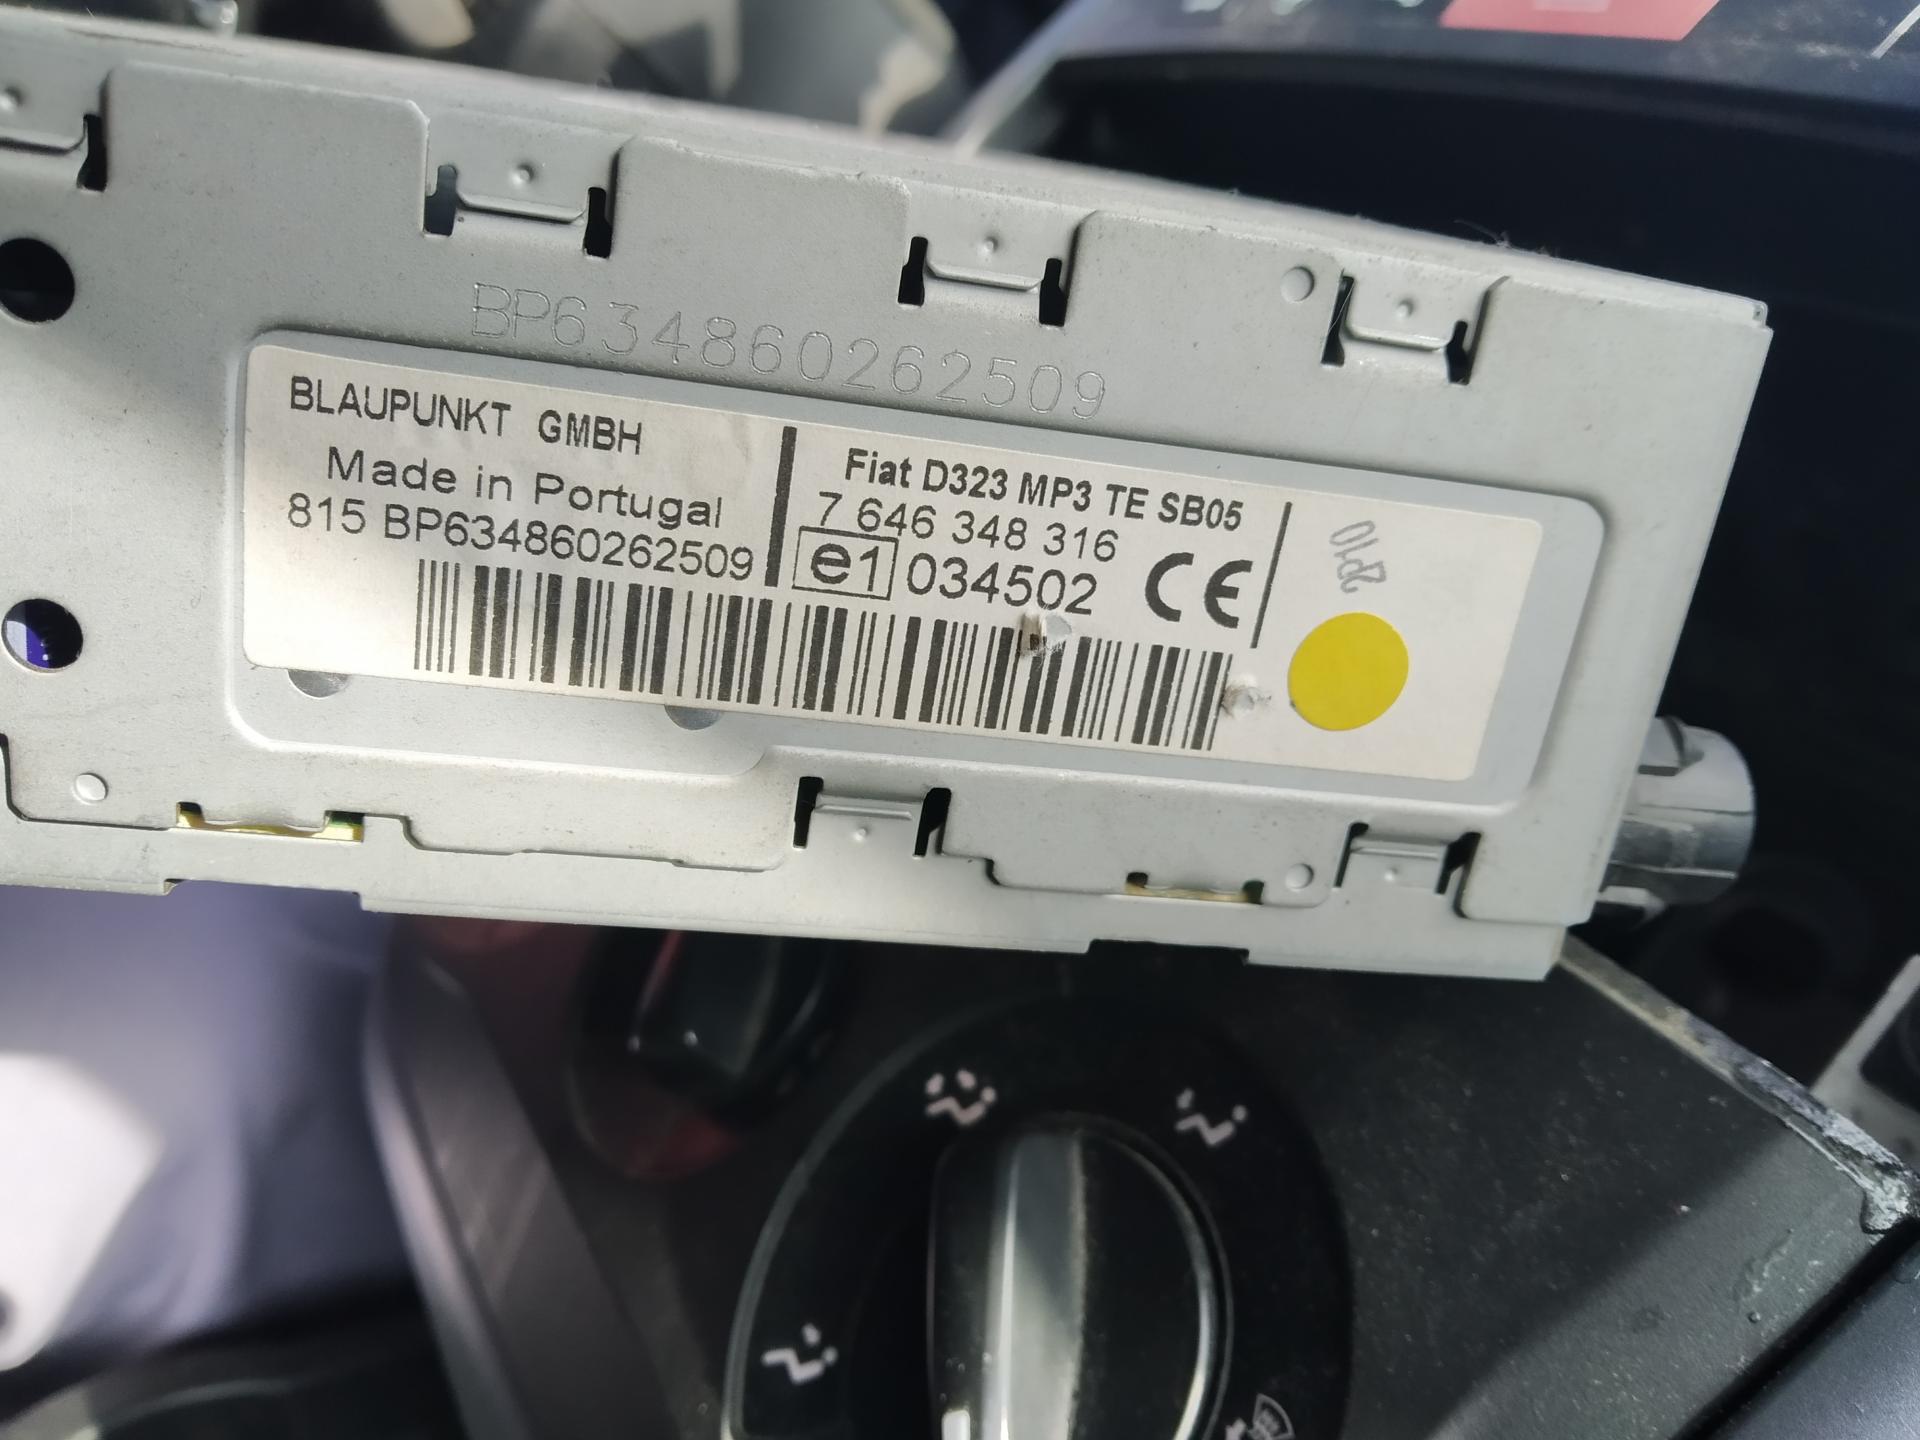 BP634860262509
BLAUPUNKT GMBH
Made in Portugal
815 BP634860262509
Fiat D323 MP3 TE SB05
7 646 348 316
e1 034502 CE